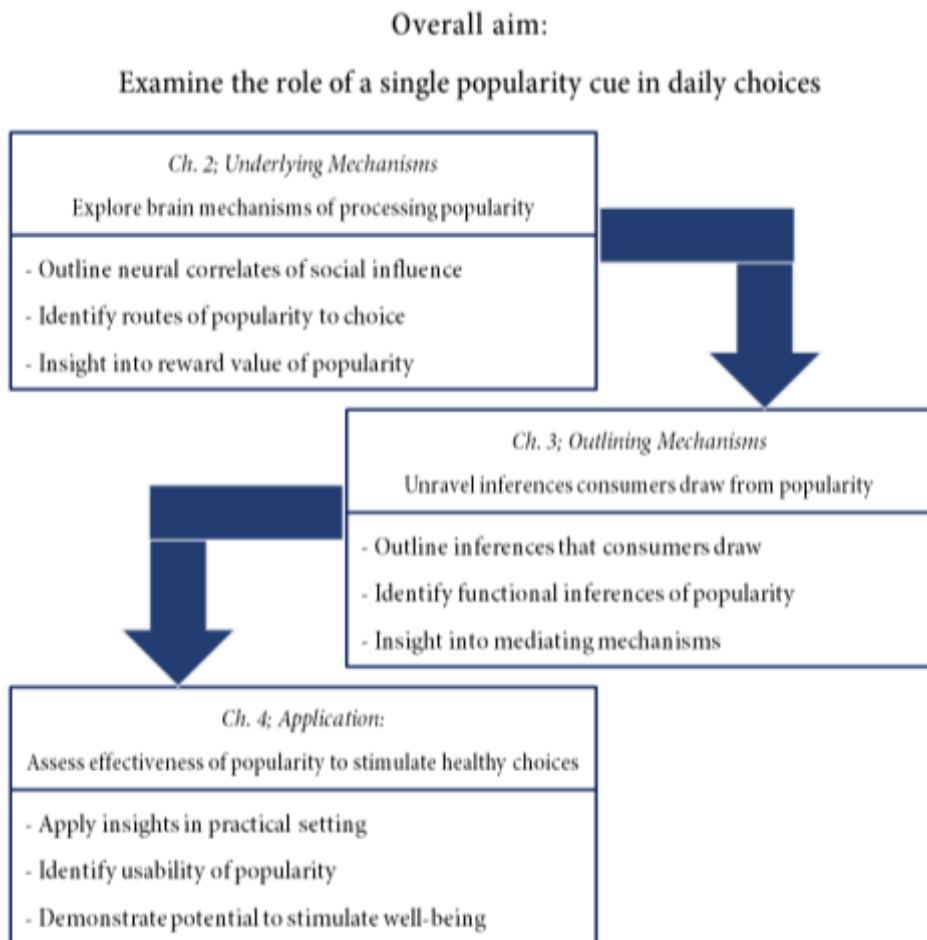 Overall aim:
Examine the role of a single popularity cue in daily choices
Ch. 2; Underlying Mechanisms
Explore brain mechanisms of processing popularity
- Outline neural correlates of social influence
- Identify routes of popularity to choice
- Insight into reward value of popularity
Ch. 3; Outlining Mechanisms
Unravel inferences consumers draw from popularity
- Outline inferences that consumers draw
- Identify functional inferences of popularity
- Insight into mediating mechanisms
Ch. 4; Application:
Assess effectiveness of popularity to stimulate healthy choices
- Apply insights in practical setting
- Identify usability of popularity
- Demonstrate potential to stimulate well-being